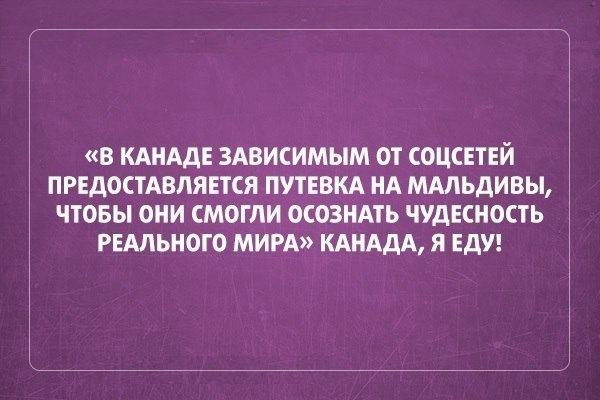 «В КАНАДЕ ЗАВИСИМЫМ ОТ СОЦСЕТЕЙ
ПРЕДОСТАВЛЯЕТСЯ ПУТЕВКА НА МАЛЬДИВЫ,
ЧТОБЫ ОНИ СМОГЛИ ОСОЗНАТЬ ЧУДЕСНОСТЬ
РЕАЛЬНОГО МИРА» КАНАДА, Я ЕДУ!